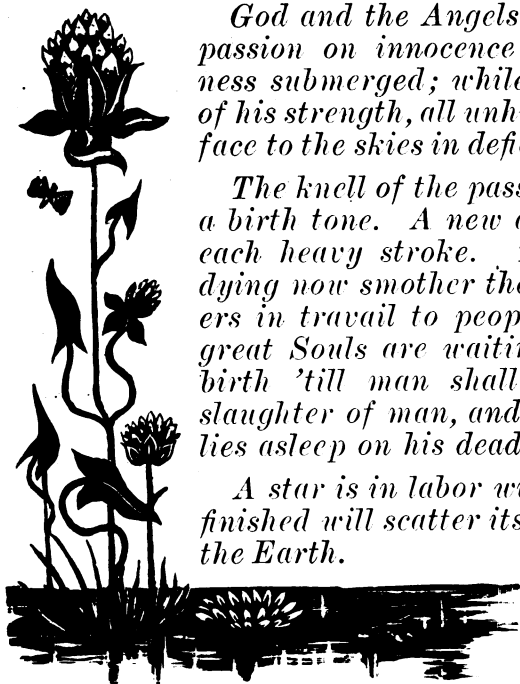 God and the Angels
passion on innocence
ness submerged; while
of his strength, all unh
face to the skies in defi
The knell of the pass
a birth tone. A new
each heavy stroke.
dying now smother the
ers in travail to peop
great Souls are waitin
birth 'till man shall
slaughter of man, and
lies asleep on his dead
A star is in labor wi
finished will scatter its
the Earth.